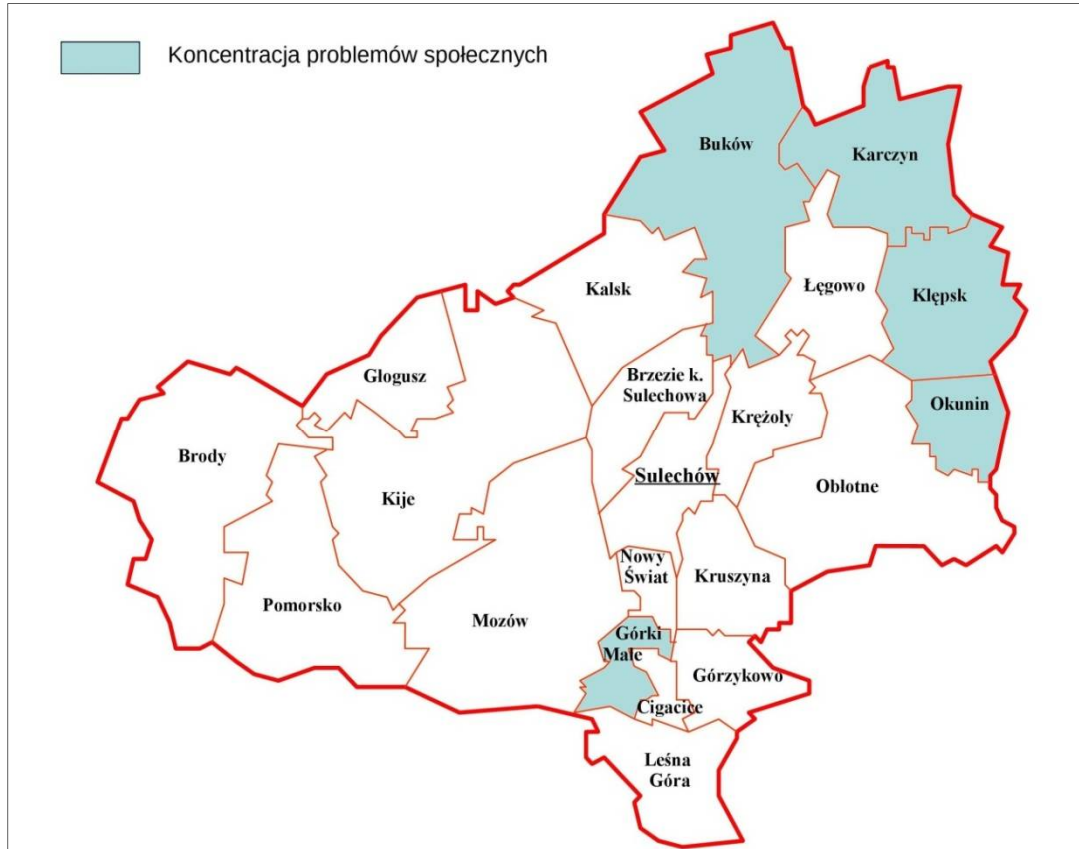 Koncentracja problemów społecznych
Buków
Karczyn
Kalsk
Łęgowo
Klępsk
Głogusz
Brzezie k.
Sulechowa
Krężoły
Okunin
Brody
Kije
Sulechów
Obłotne
Nowy
Świat
Kruszyna
Pomorsko
Mozów
Górki
Małe
Górzykowo
Cigacice
Leśna
Góra